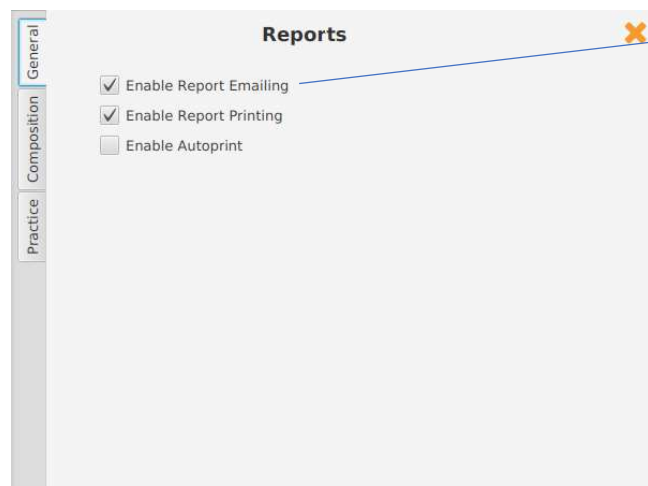 General
Composition
Practice
Reports
Enable Report Emailing
Enable Report Printing
Enable Autoprint